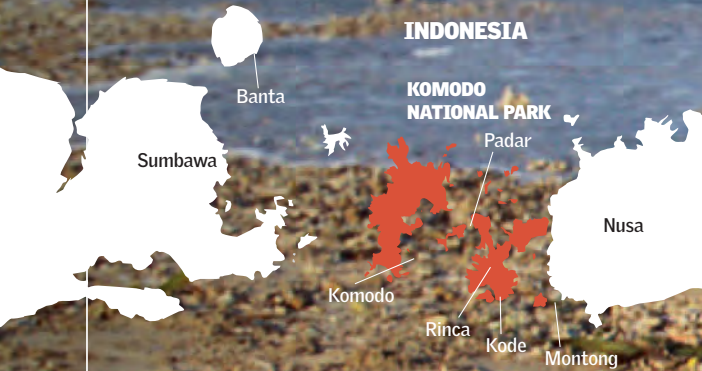 INDONESIA
Banta
KOMODO
NATIONAL PARK
Padar
Sumbawa
Nusa
Komodo
Rinca
Kode
Montong